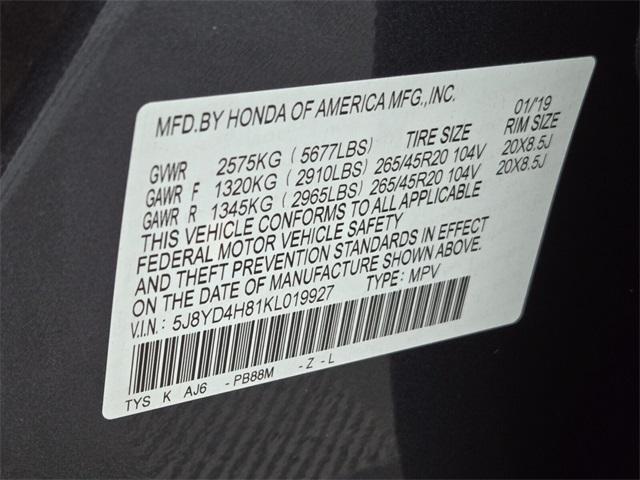 MFD.BY HONDA OF AMERICA MFG.,INC. 01/'19
TIRE SIZE RIM SIZE
GVWR 2575KG (5677LBS)
GAWR F 1320KG (2910LBS) 265/45R20 104V 20X8.5J
GAWR R 1345KG (2965LBS) 265/45R20 104V 20X8.5J
THIS VEHICLE CONFORMS TO ALL APPLICABLE
FEDERAL MOTOR VEHICLE SAFETY
AND THEFT PREVENTION STANDARDS IN EFFECT
ON THE DATE OF MANUFACTURE SHOWN ABOVE.
V.I.N.: 5J8YD4H81KL019927 TYPE: MPV
TYS K AJ6 - PB88M - Z - L